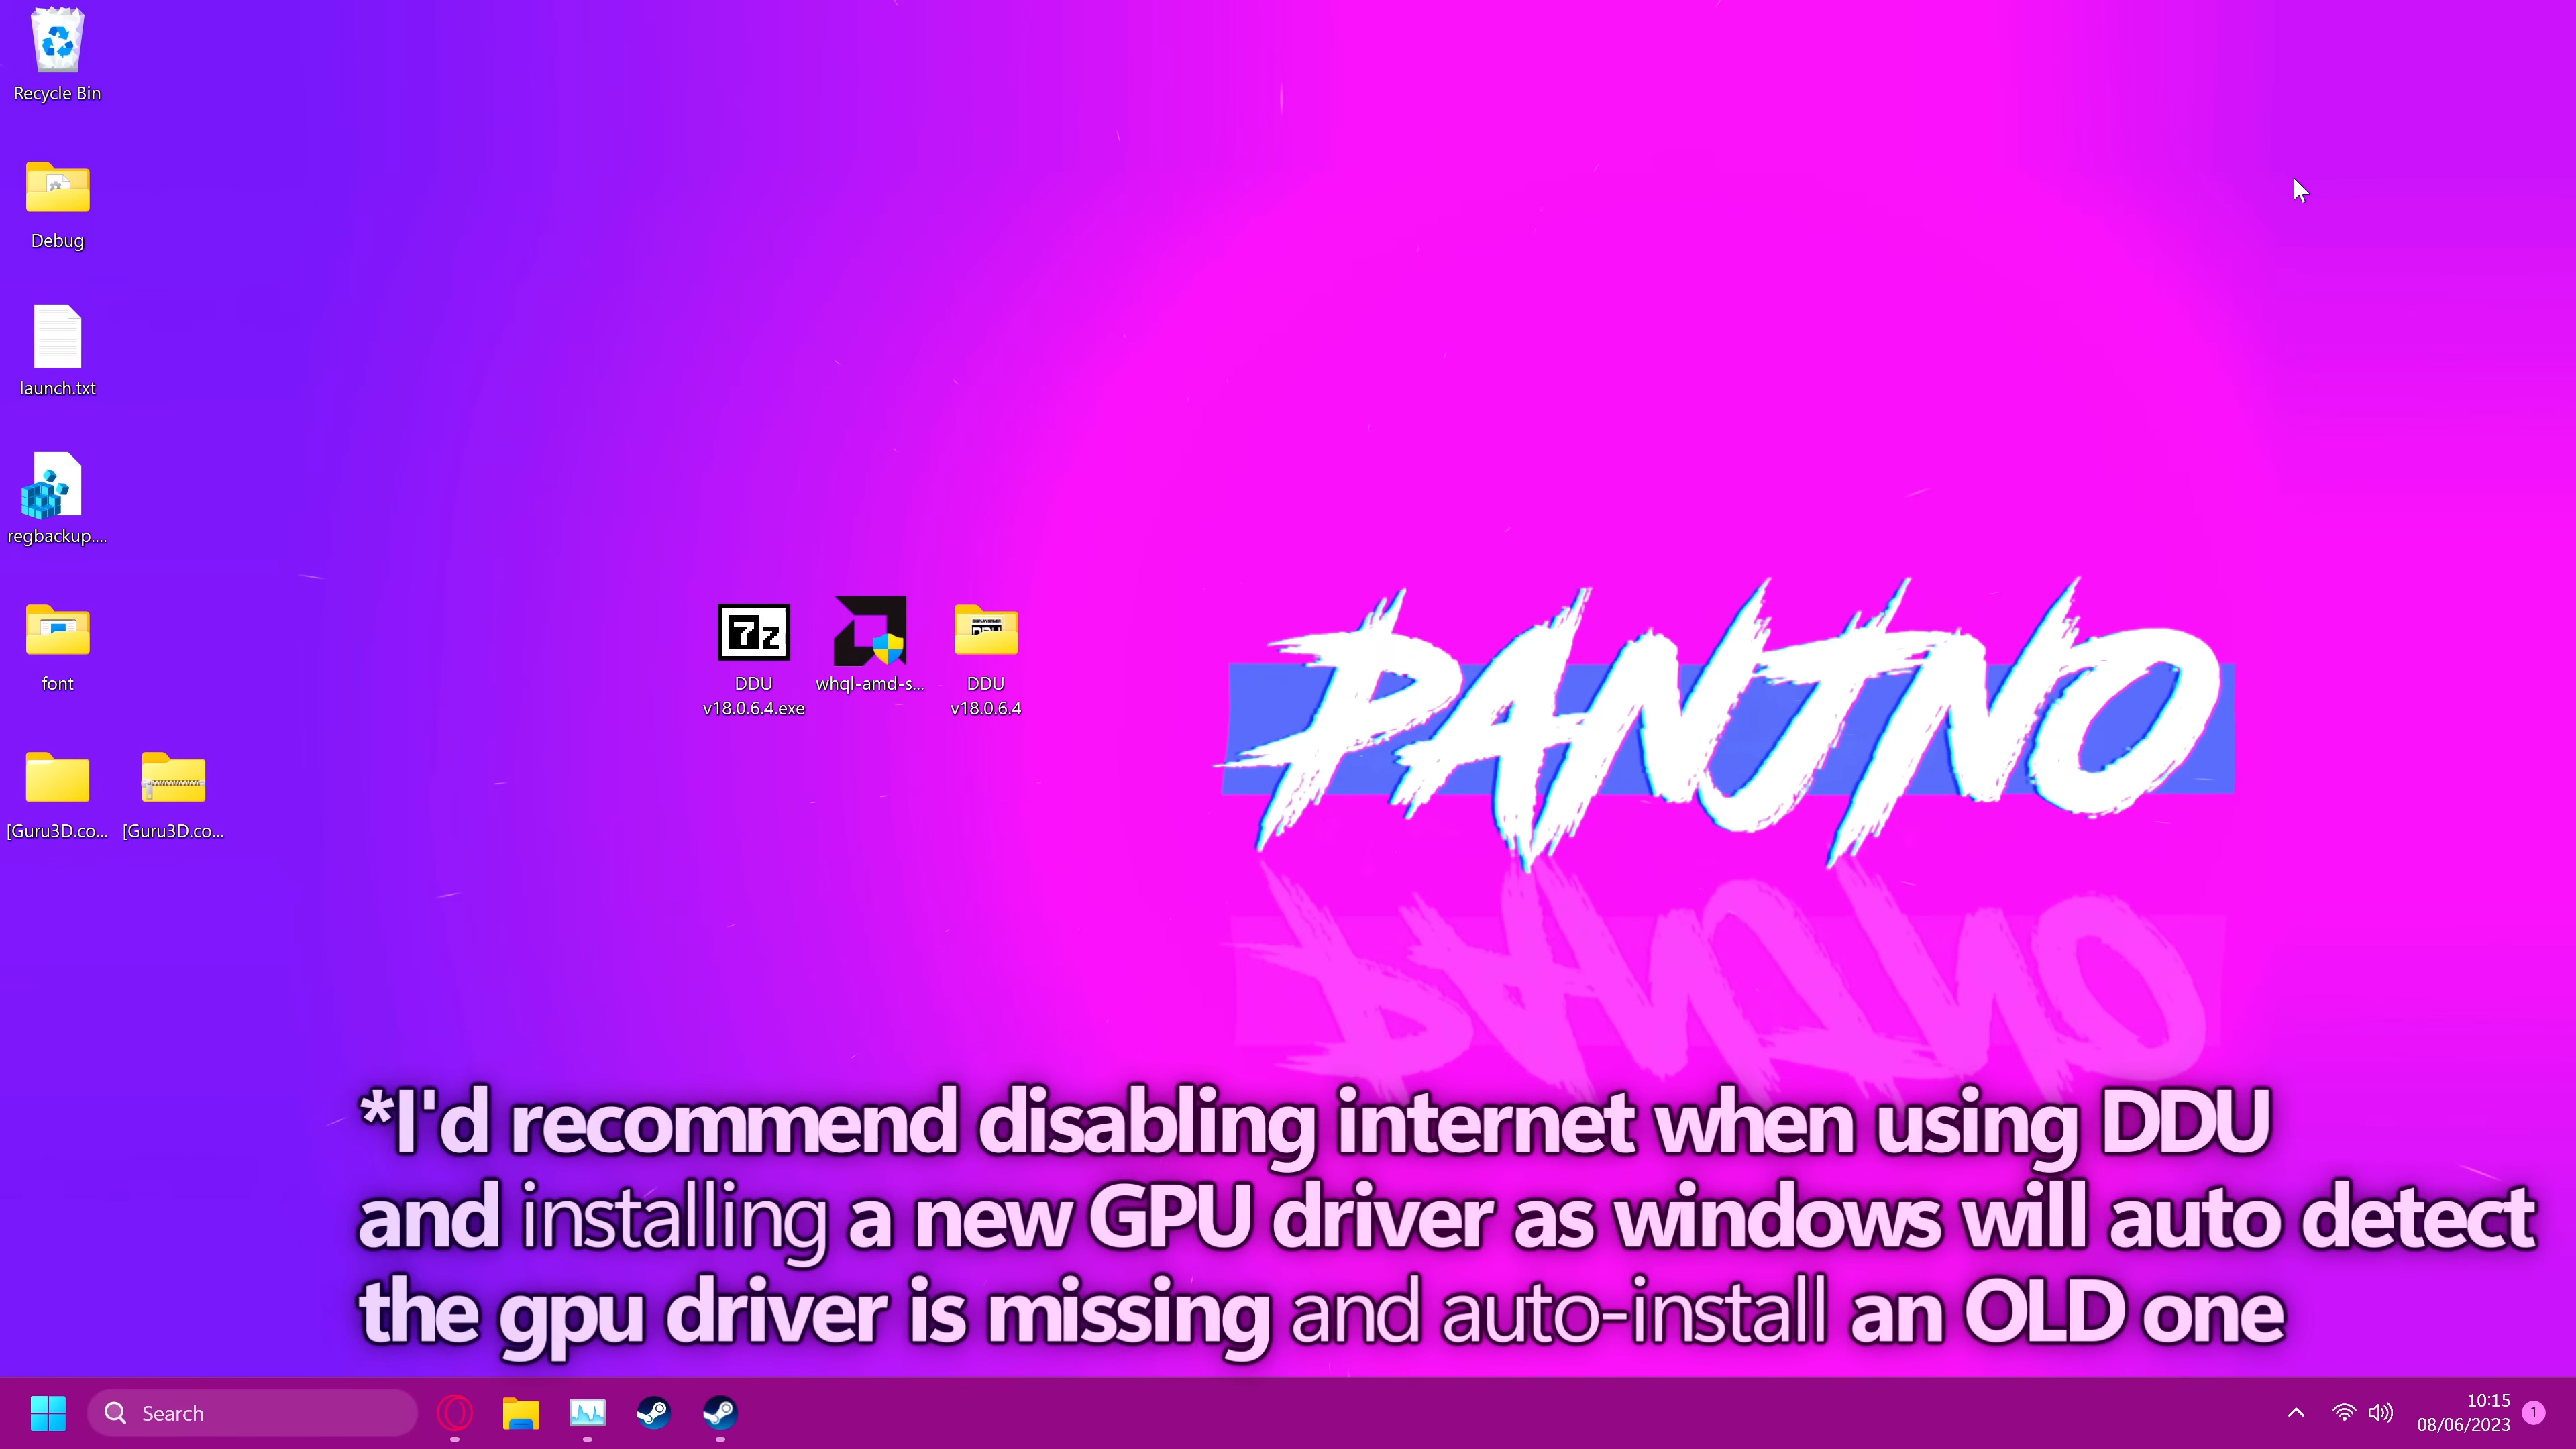 Recycle Bin
Debug
launch.txt
regbackup....
font
DDU
v18.0.6.4.exe
whql-amd-s...
DDU
v18.0.6.4
[Guru3D.co...
[Guru3D.co...
PANJNO
*I'd recommend disabling internet when using DDU
and installing a new GPU driver as windows will auto detect
the gpu driver is missing and auto-install an OLD one
Search
10:15
08/06/2023
1